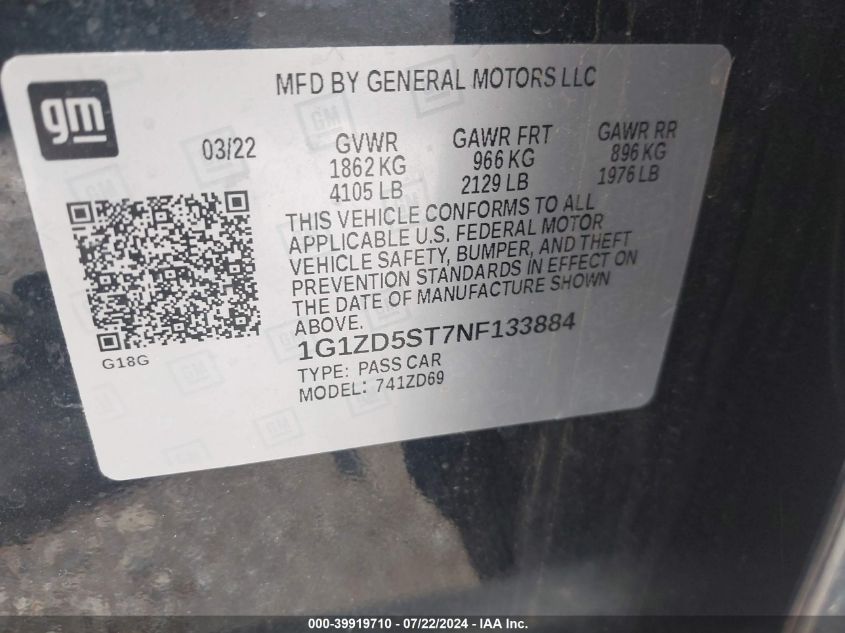 MFD BY GENERAL MOTORS LLC
gm
03/22
GVWR
1862 KG
4105 LB
GAWR FRT
966 KG
2129 LB
GAWR RR
896 KG
1976 LB
THIS VEHICLE CONFORMS TO ALL
APPLICABLE U.S. FEDERAL MOTOR
VEHICLE SAFETY, BUMPER, AND THEFT
PREVENTION STANDARDS IN EFFECT ON
THE DATE OF MANUFACTURE SHOWN
ABOVE.
G18G
1G1ZD5ST7NF133884
TYPE: PASS CAR
MODEL: 741ZD69
000-39919710 - 07/22/2024 - IAA Inc.